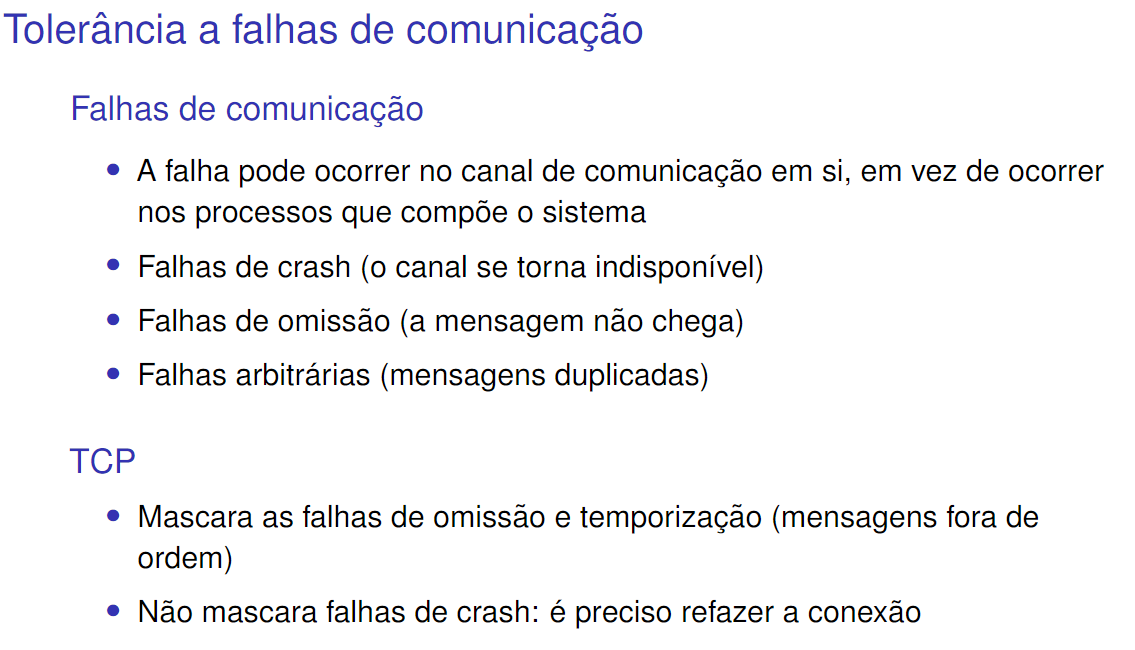 Tolerância a falhas de comunicação
Falhas de comunicação
• A falha pode ocorrer no canal de comunicação em si, em vez de ocorrer
nos processos que compõe o sistema
• Falhas de crash (o canal se torna indisponível)
• Falhas de omissão (a mensagem não chega)
• Falhas arbitrárias (mensagens duplicadas)
TCP
• Mascara as falhas de omissão e temporização (mensagens fora de
ordem)
• Não mascara falhas de crash: é preciso refazer a conexão